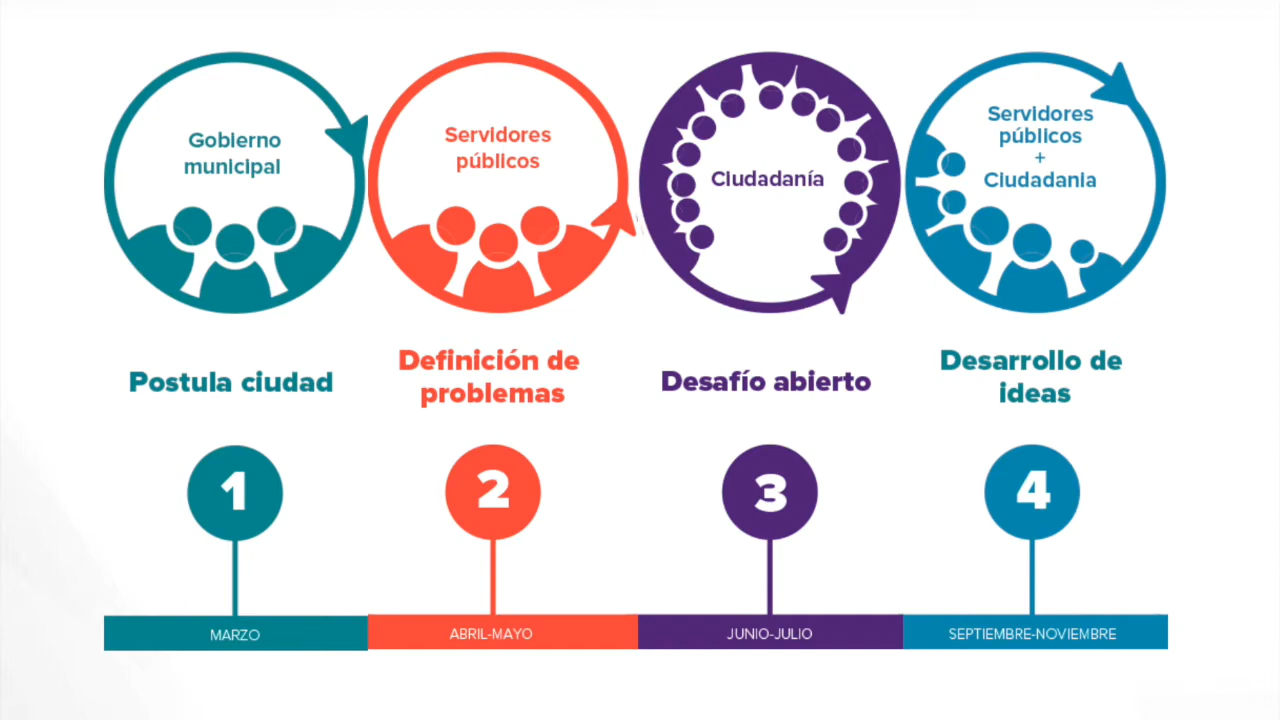 Gobierno
municipal
Servidores
públicos
Ciudadanía
Servidores
públicos
+
Ciudadania
Postula ciudad
Definición de
problemas
Desafío abierto
Desarrollo de
ideas
1
2
3
4
MARZO
ABRIL-MAYO
JUNIO-JULIO
SEPTIEMBRE-NOVIEMBRE